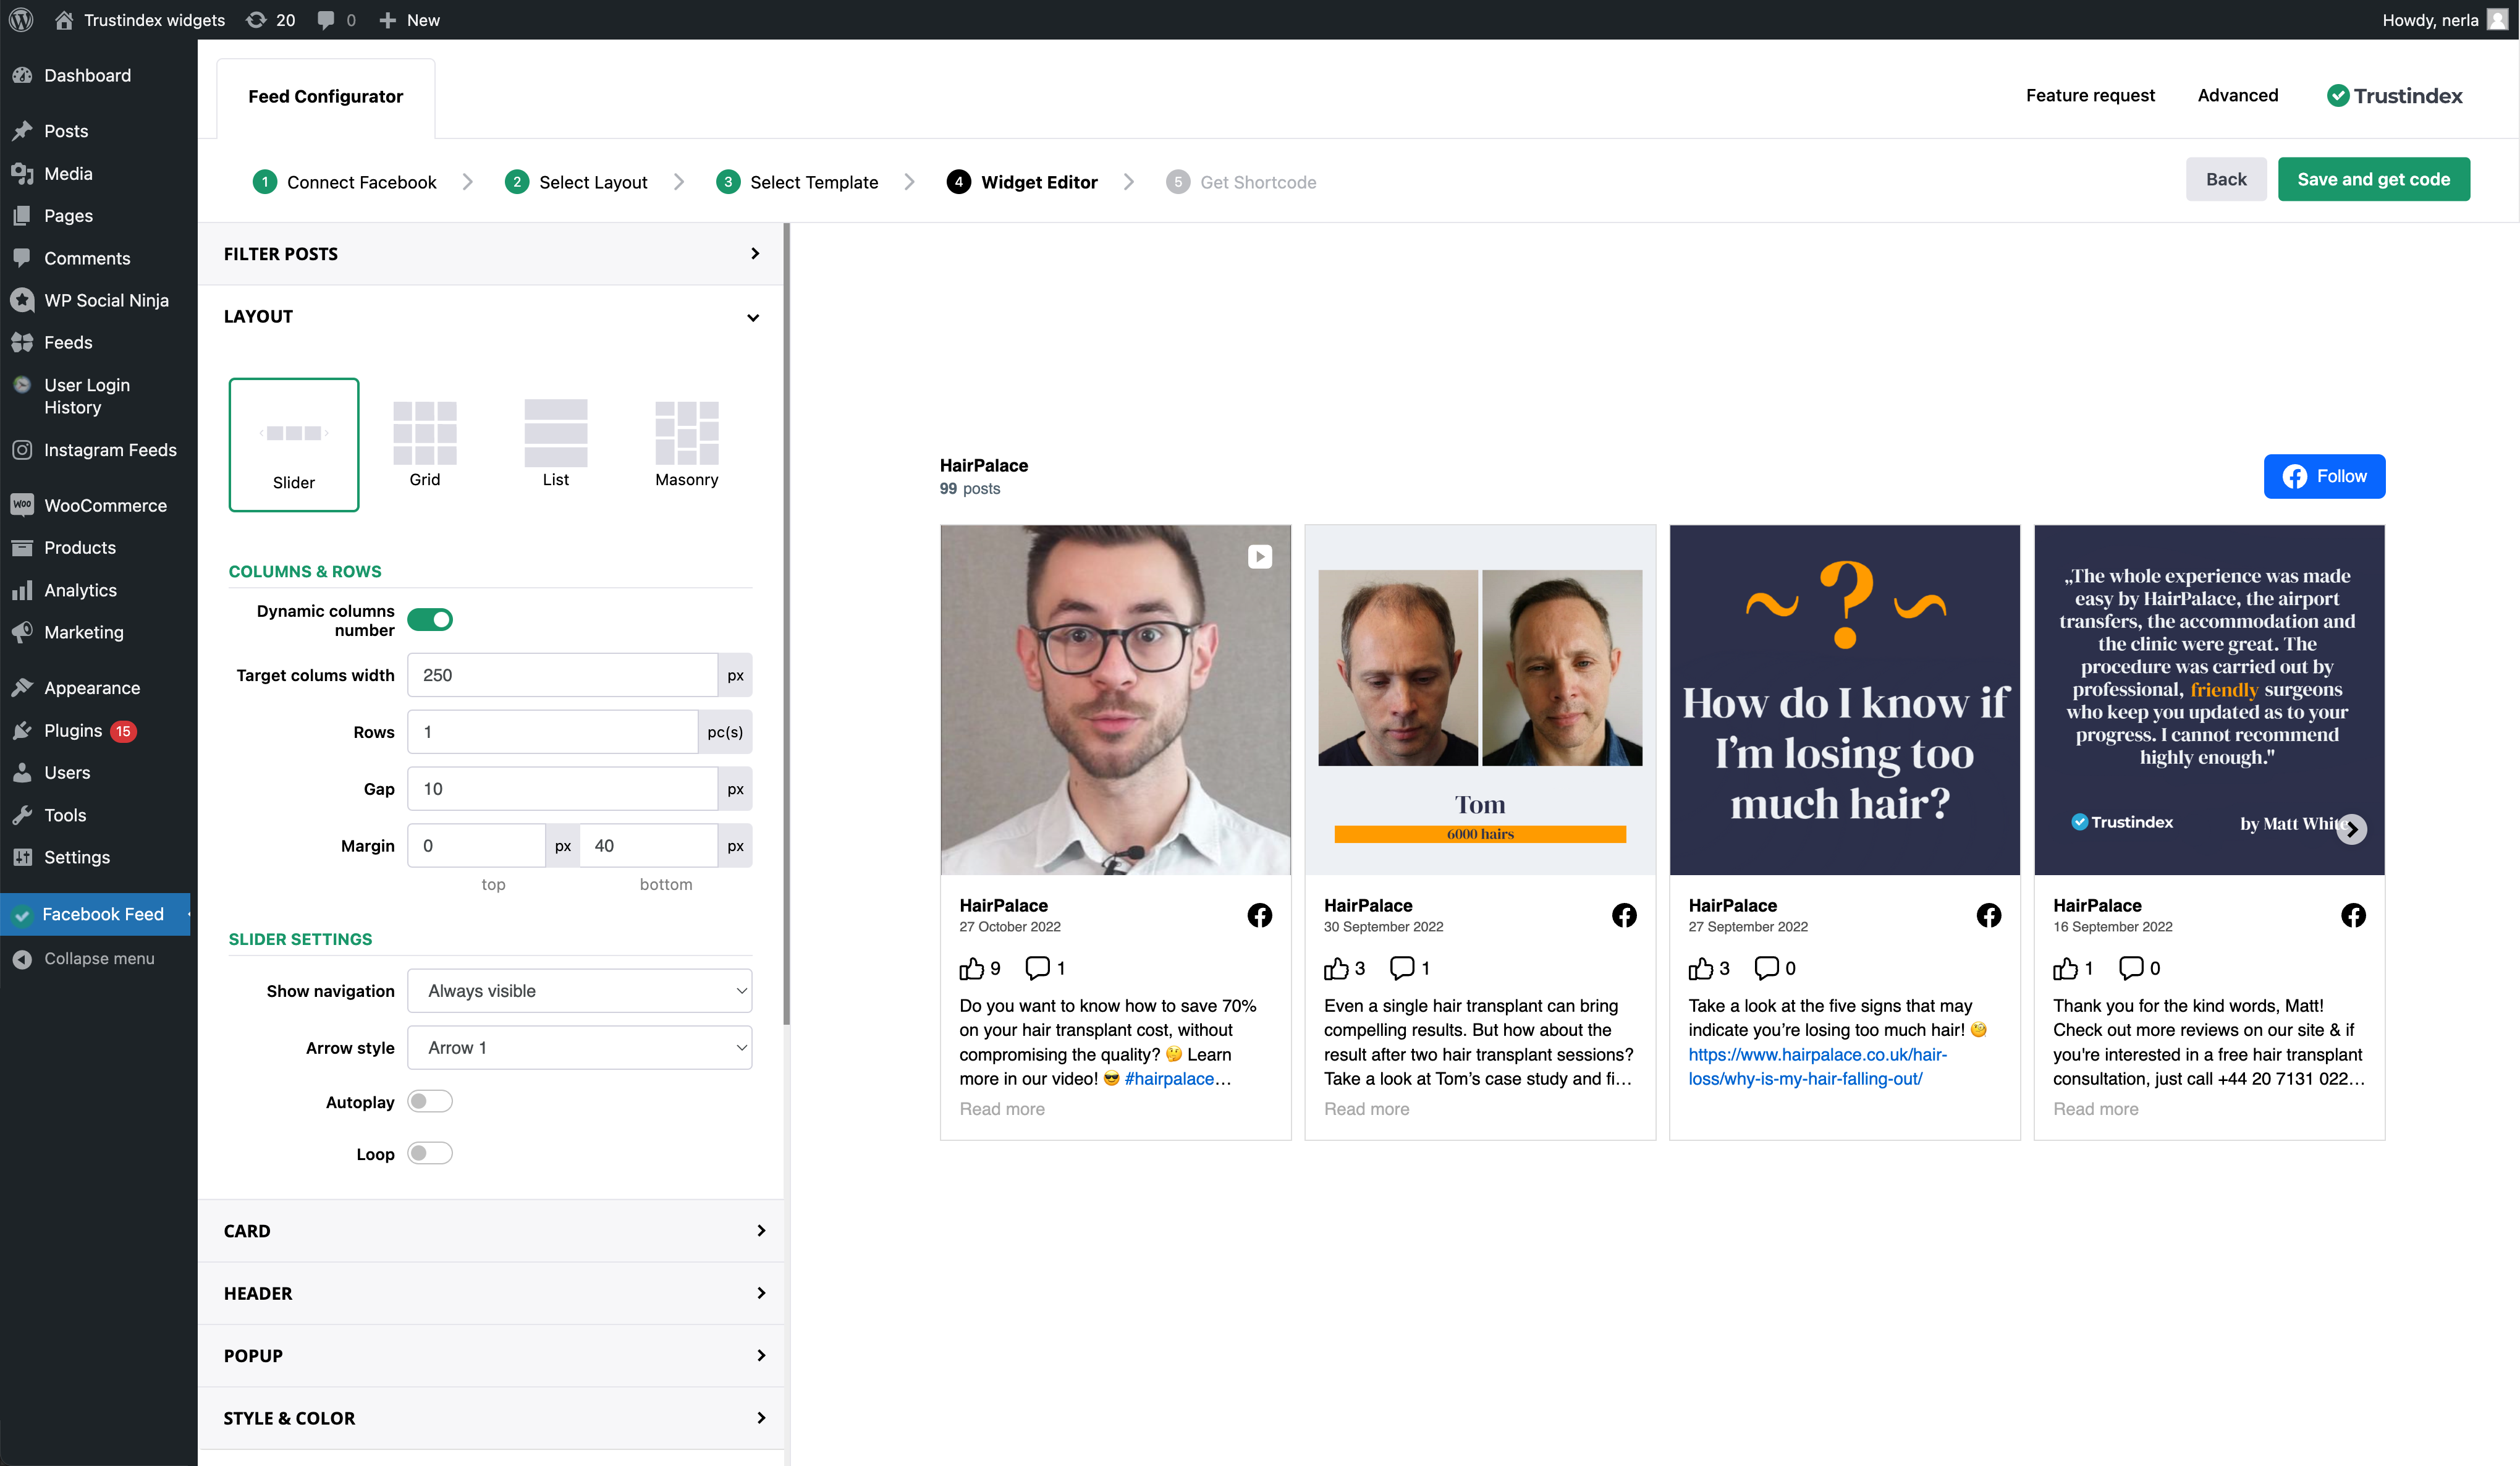 Trustindex widgets 20 0 New Howdy, nerla
Dashboard
Posts
Media
Pages
Comments
WP Social Ninja
Feeds
User Login
History
Instagram Feeds
WOO WooCommerce
Products
Analytics
Marketing
Appearance
Plugins 15
Users
Tools
Settings
Facebook Feed
Collapse menu
Feed Configurator
Feature request Advanced Trustindex
1 Connect Facebook 2 Select Layout 3 Select Template 4 Widget Editor 5 Get Shortcode
Back Save and get code
FILTER POSTS
LAYOUT
Slider Grid List Masonry
COLUMNS & ROWS
Dynamic columns
number
Target colums width 250 px
Rows 1 pc(s)
Gap 10 px
Margin 0 px 40 px
top bottom
SLIDER SETTINGS
Show navigation Always visible
Arrow style Arrow 1
Autoplay
Loop
CARD
HEADER
POPUP
STYLE & COLOR
HairPalace
99 posts
Follow
HairPalace
27 October 2022
9 1
Do you want to know how to save 70%
on your hair transplant cost, without
compromising the quality? 🤔 Learn
more in our video! 😎 #hairpalace…
Read more
Tom
6000 hairs
HairPalace
30 September 2022
3 1
Even a single hair transplant can bring
compelling results. But how about the
result after two hair transplant sessions?
Take a look at Tom’s case study and fi…
Read more
~?~
How do I know if
I’m losing too
much hair?
HairPalace
27 September 2022
3 0
Take a look at the five signs that may
indicate you’re losing too much hair! 🧐
https://www.hairpalace.co.uk/hair-
loss/why-is-my-hair-falling-out/
„The whole experience was made
easy by HairPalace, the airport
transfers, the accommodation and
the clinic were great. The
procedure was carried out by
professional, friendly surgeons
who keep you updated as to your
progress. I cannot recommend
highly enough."
Trustindex by Matt White
HairPalace
16 September 2022
1 0
Thank you for the kind words, Matt!
Check out more reviews on our site & if
you're interested in a free hair transplant
consultation, just call +44 20 7131 022…
Read more